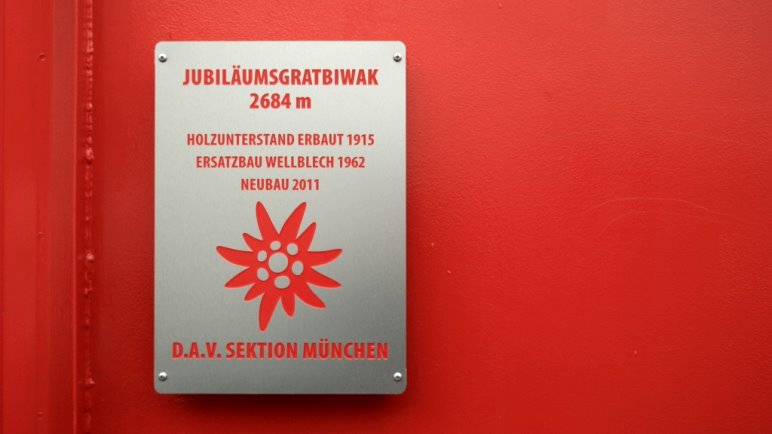 JUBILÄUMSGRATBIWAK
2684 m
HOLZUNTERSTAND ERBAUT 1915
ERSATZBAU WELLBLECH 1962
NEUBAU 2011
D.A.V. SEKTION MÜNCHEN